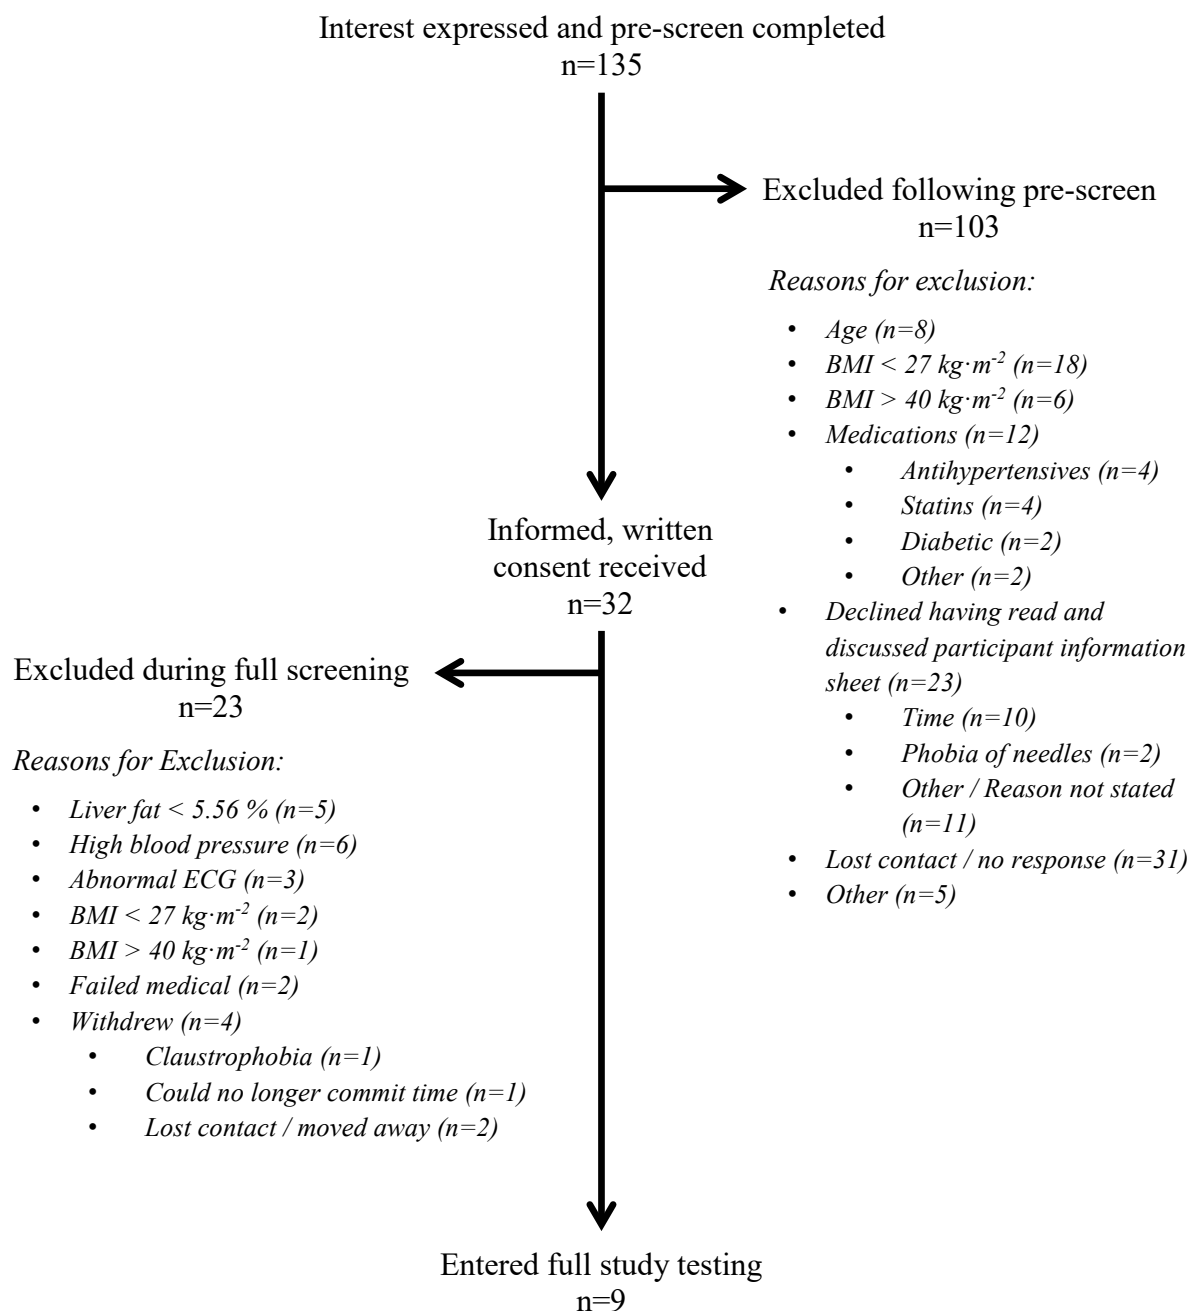 Interest expressed and pre-screen completed
n=135
Excluded following pre-screen
n=103
Reasons for exclusion:
• Age (n=8)
• BMI < 27 kg·m⁻² (n=18)
• BMI > 40 kg·m⁻² (n=6)
• Medications (n=12)
• Antihypertensives (n=4)
• Statins (n=4)
• Diabetic (n=2)
• Other (n=2)
• Declined having read and
discussed participant information
sheet (n=23)
• Time (n=10)
• Phobia of needles (n=2)
• Other / Reason not stated
(n=11)
• Lost contact / no response (n=31)
• Other (n=5)
Informed, written
consent received
n=32
Excluded during full screening
n=23
Reasons for Exclusion:
• Liver fat < 5.56 % (n=5)
• High blood pressure (n=6)
• Abnormal ECG (n=3)
• BMI < 27 kg·m⁻² (n=2)
• BMI > 40 kg·m⁻² (n=1)
• Failed medical (n=2)
• Withdrew (n=4)
• Claustrophobia (n=1)
• Could no longer commit time (n=1)
• Lost contact / moved away (n=2)
Entered full study testing
n=9